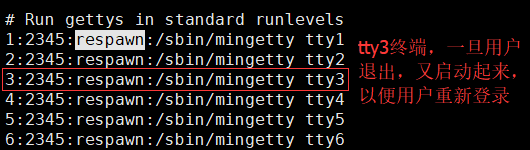 # Run gettys in standard runlevels
1:2345:respawn:/sbin/mingetty tty1
2:2345:respawn:/sbin/mingetty tty2
3:2345:respawn:/sbin/mingetty tty3
4:2345:respawn:/sbin/mingetty tty4
5:2345:respawn:/sbin/mingetty tty5
6:2345:respawn:/sbin/mingetty tty6
tty3终端，一旦用户
退出，又启动起来，
以便用户重新登录